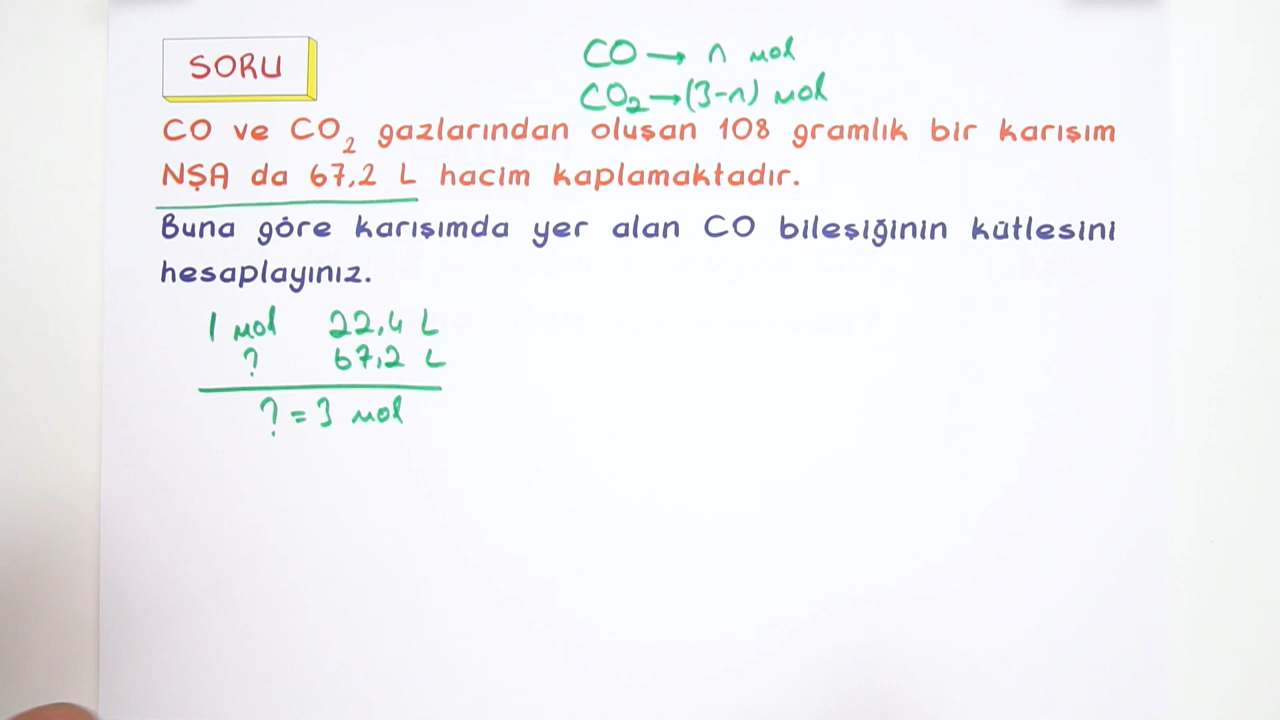 SORU
CO → n mol
CO2 → (3-n) mol
CO ve CO2 gazlarından oluşan 108 gramlık bir karışım
NŞA da 67,2 L hacim kaplamaktadır.
Buna göre karışımda yer alan CO bileşiğinin kütlesini
hesaplayınız.
1 mol 22,4 L
? 67,2 L
? = 3 mol